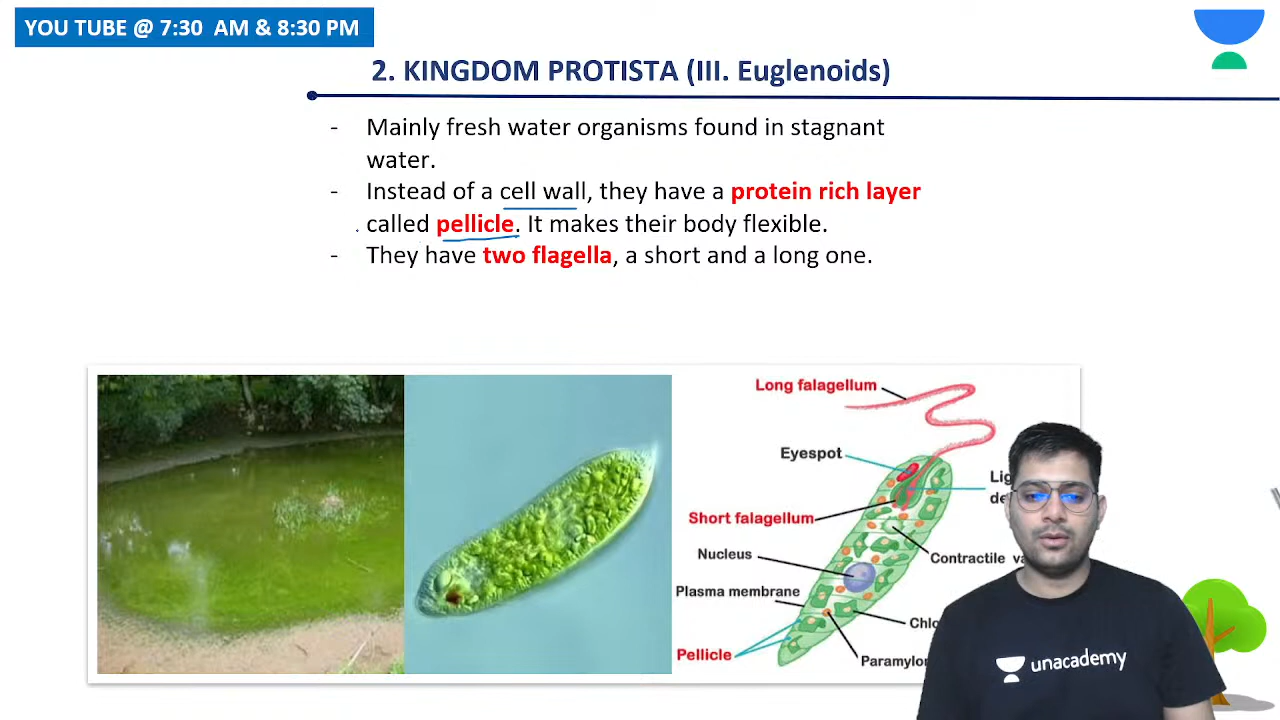 YOU TUBE @ 7:30 AM & 8:30 PM
2. KINGDOM PROTISTA (III. Euglenoids)
- Mainly fresh water organisms found in stagnant
water.
- Instead of a cell wall, they have a protein rich layer
called pellicle. It makes their body flexible.
- They have two flagella, a short and a long one.
Long falagellum
Eyespot
Short falagellum
Nucleus
Contractile
Plasma membrane
Pellicle
unacademy